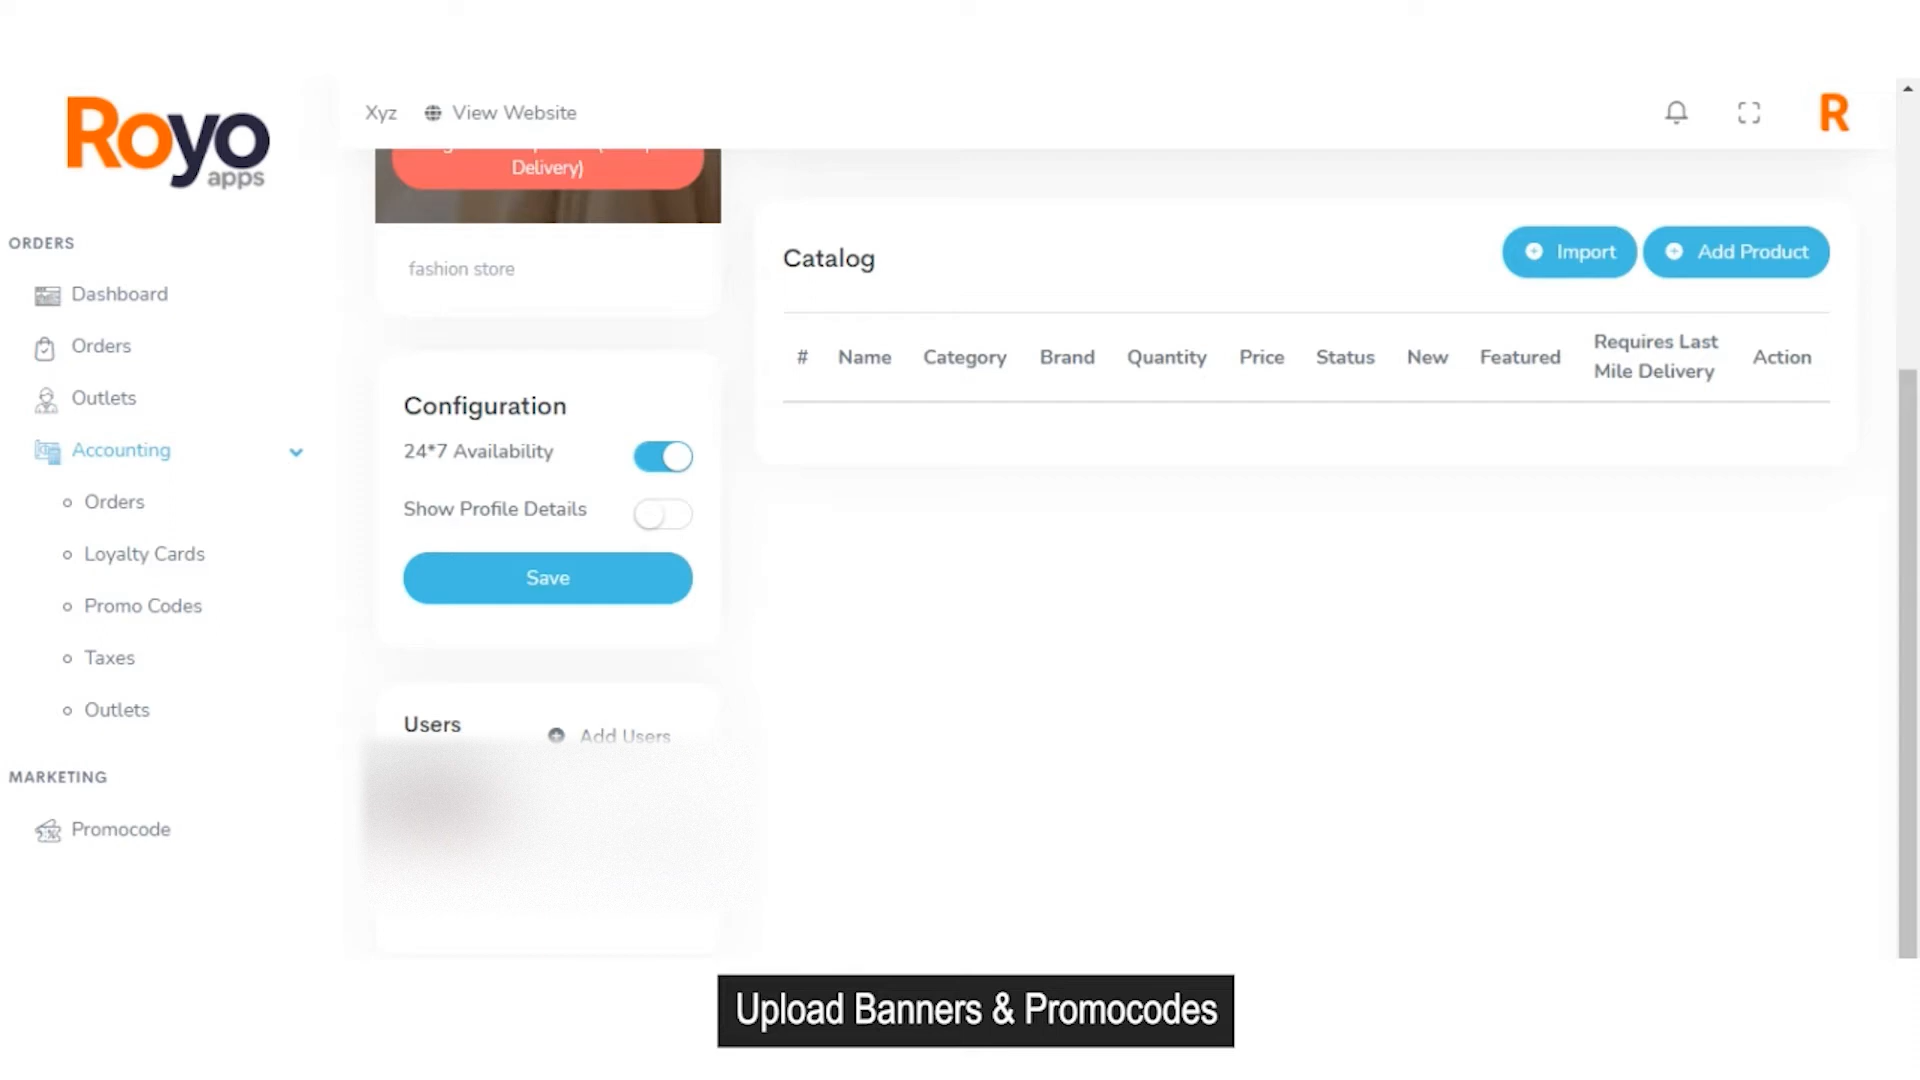 Royo
apps
Xyz
View Website
R
ORDERS
Dashboard
Orders
Outlets
Accounting
Orders
Loyalty Cards
Promo Codes
Taxes
Outlets
MARKETING
Promocode
Delivery)
fashion store
Configuration
24*7 Availability
Show Profile Details
Save
Users
Add Users
Catalog
Import
Add Product
# Name Category Brand Quantity Price Status New Featured Requires Last
Mile Delivery Action
Upload Banners & Promocodes